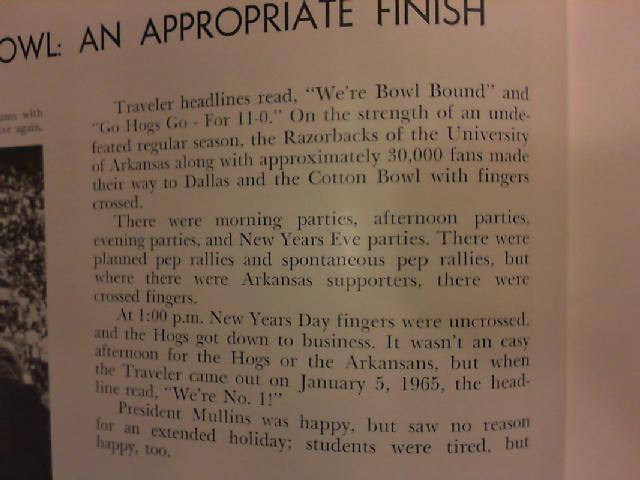 OWL: AN APPROPRIATE FINISH
ams with
ve again.
Traveler headlines read, "We're Bowl Bound" and
"Go Hogs Go - For 11-0." On the strength of an unde-
feated regular season, the Razorbacks of the University
of Arkansas along with approximately 30,000 fans made
their way to Dallas and the Cotton Bowl with fingers
crossed.
There were morning parties, afternoon parties,
evening parties, and New Years Eve parties. There were
planned pep rallies and spontaneous pep rallies, but
where there were Arkansas supporters, there were
crossed fingers.
At 1:00 p.m. New Years Day fingers were uncrossed,
and the Hogs got down to business. It wasn't an easy
afternoon for the Hogs or the Arkansans, but when
the Traveler came out on January 5, 1965, the head-
line read, "We're No. 1!"
President Mullins was happy, but saw no reason
for an extended holiday; students were tired, but
happy, too.